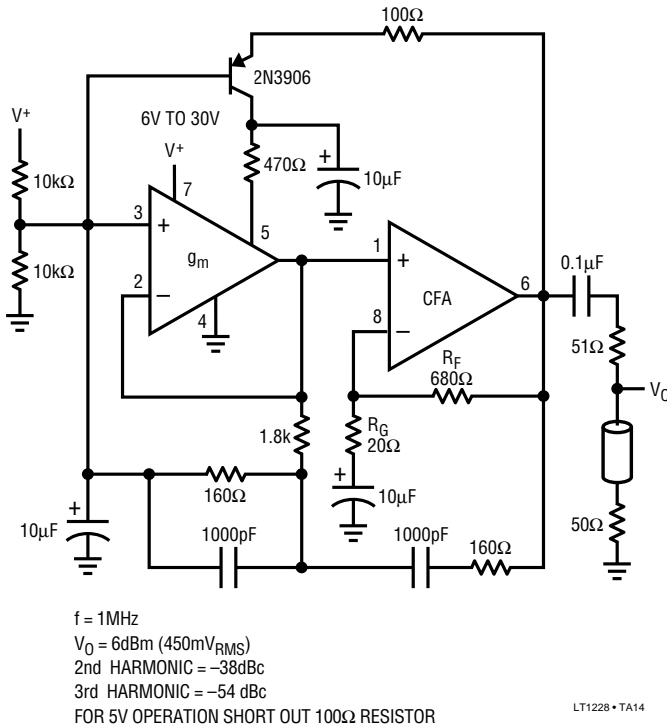 100Ω
2N3906
6V TO 30V
V+
V+
10kΩ
7
470Ω
+
10μF
3
+
5
1
+
0.1μF
10kΩ
gm
6
2
−
4
CFA
8
−
51Ω
RF
680Ω
VO
1.8k
RG
20Ω
160Ω
+
10μF
+
10μF
50Ω
1000pF
1000pF
160Ω
f = 1MHz
VO = 6dBm (450mVRMS)
2nd HARMONIC = –38dBc
3rd HARMONIC = –54 dBc
FOR 5V OPERATION SHORT OUT 100Ω RESISTOR
LT1228 • TA14